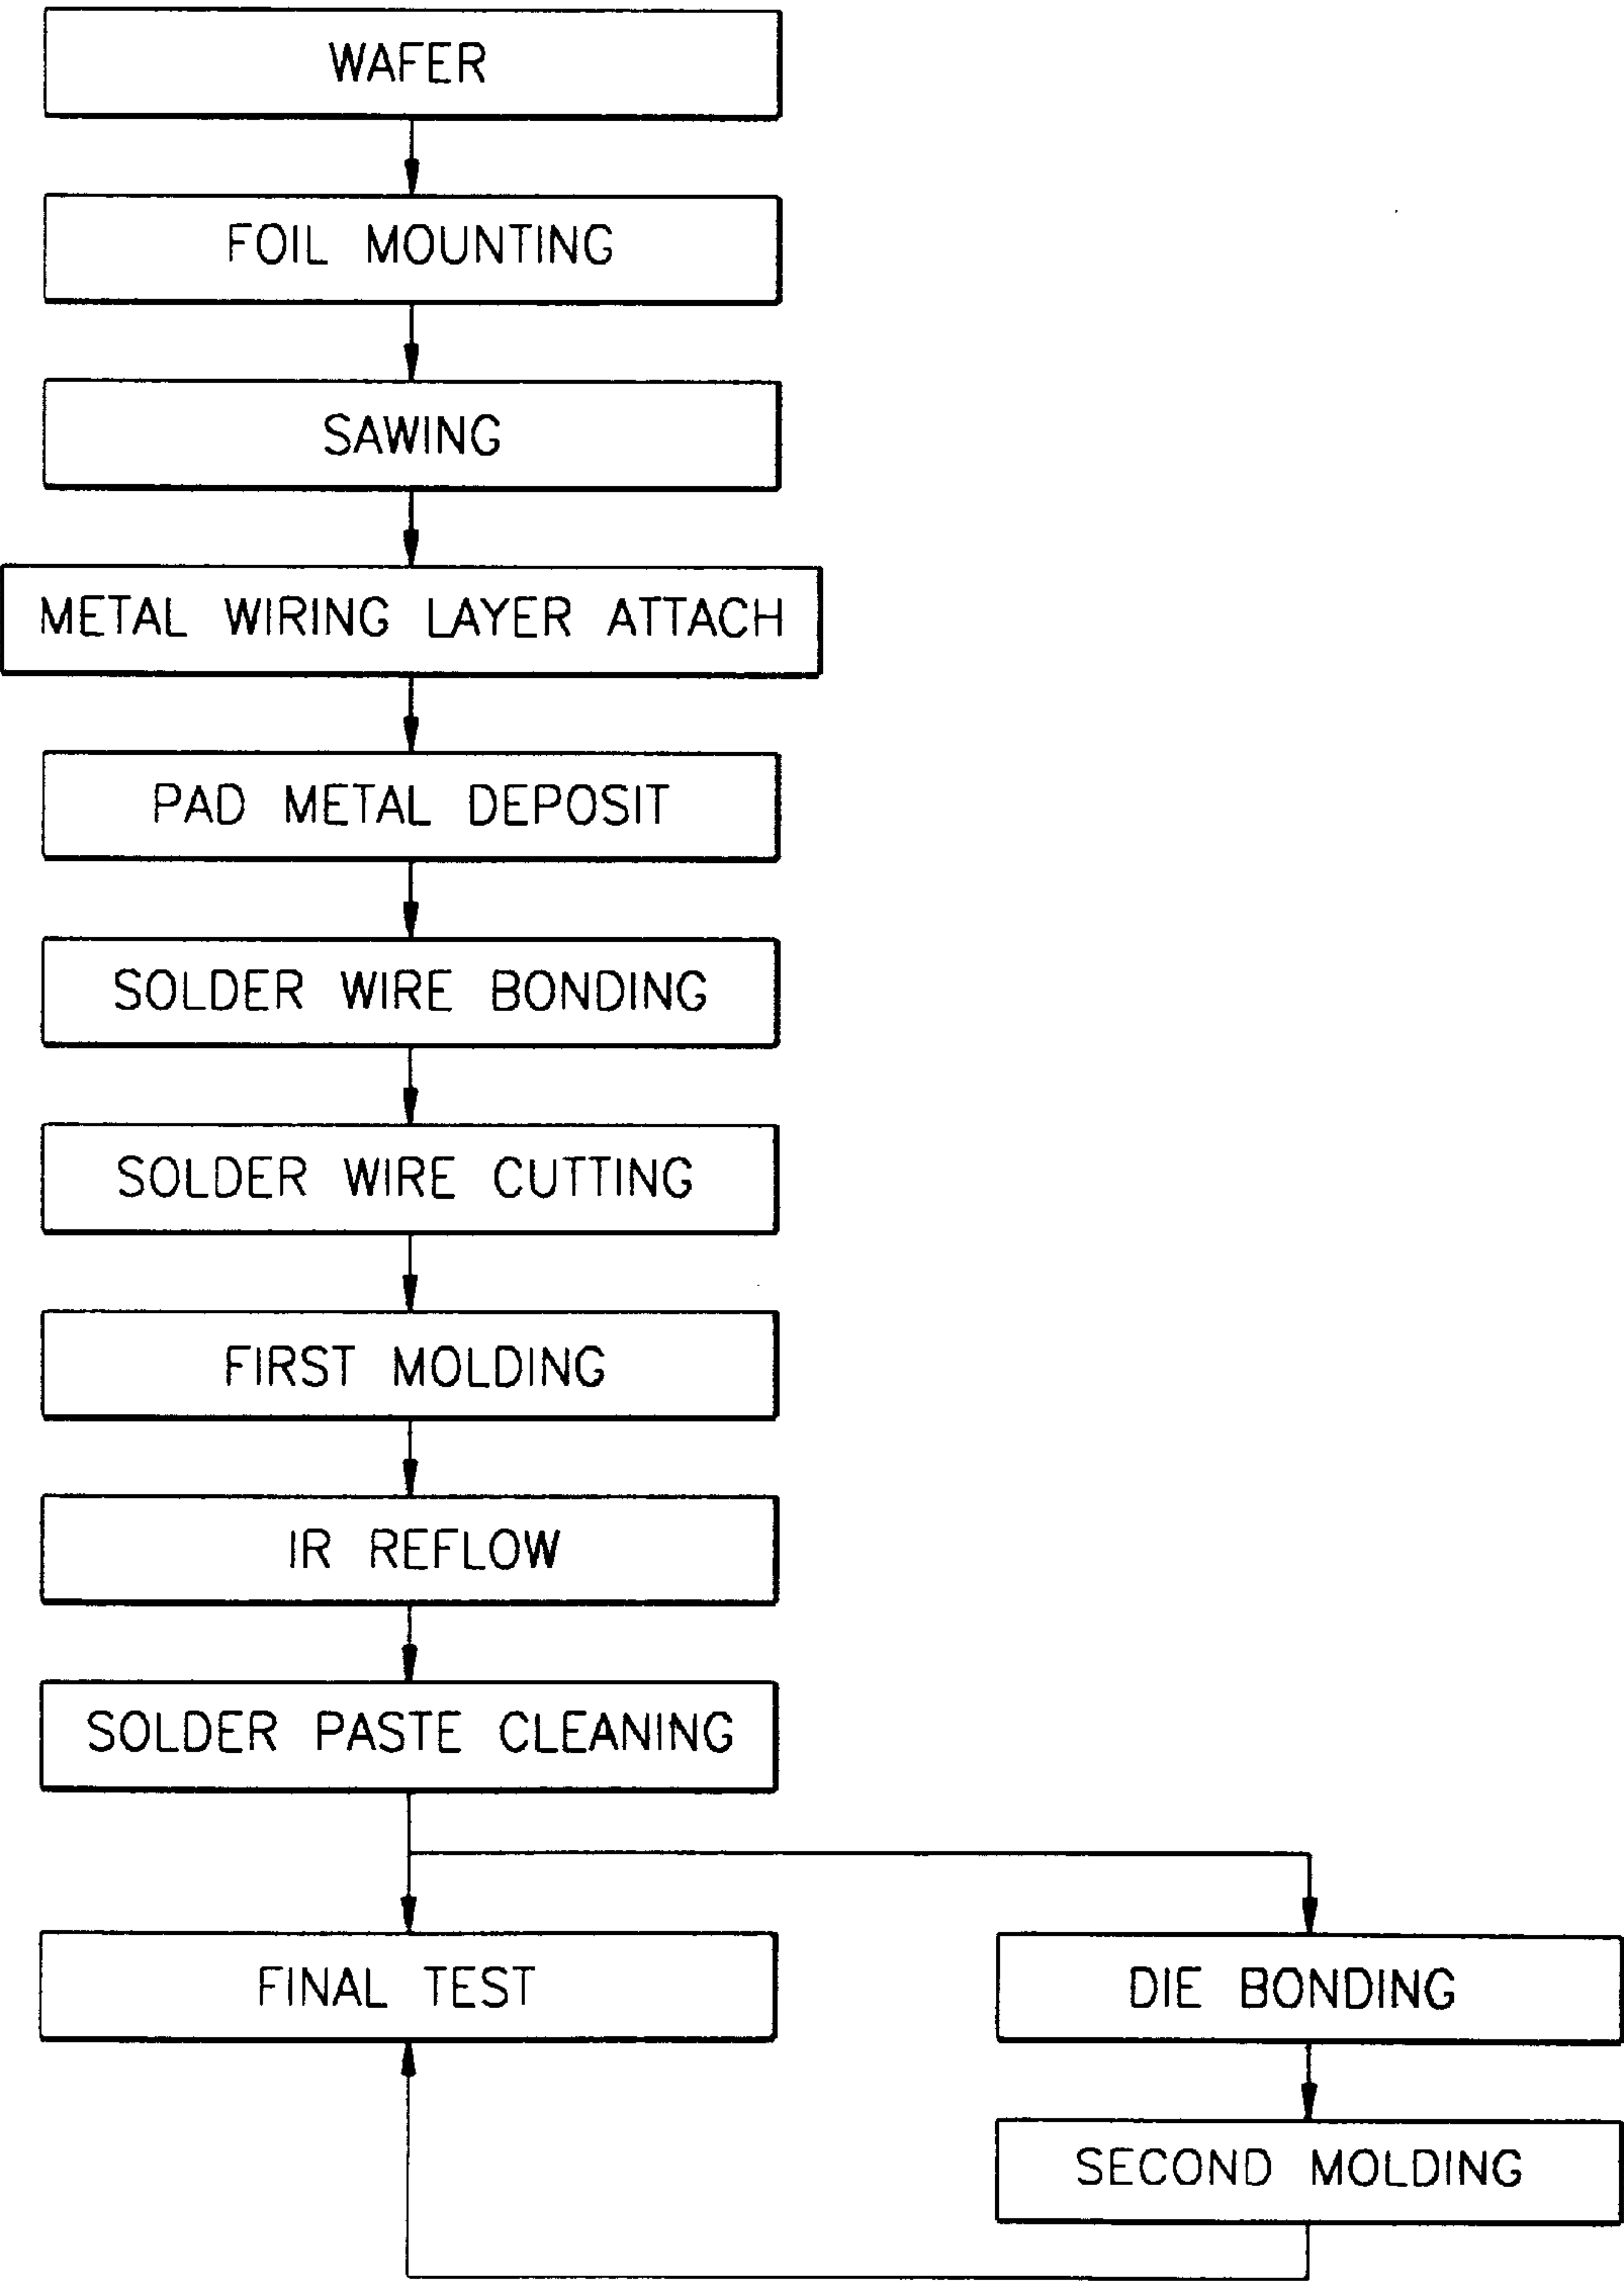 WAFER
FOIL MOUNTING
SAWING
METAL WIRING LAYER ATTACH
PAD METAL DEPOSIT
SOLDER WIRE BONDING
SOLDER WIRE CUTTING
FIRST MOLDING
IR REFLOW
SOLDER PASTE CLEANING
FINAL TEST
DIE BONDING
SECOND MOLDING